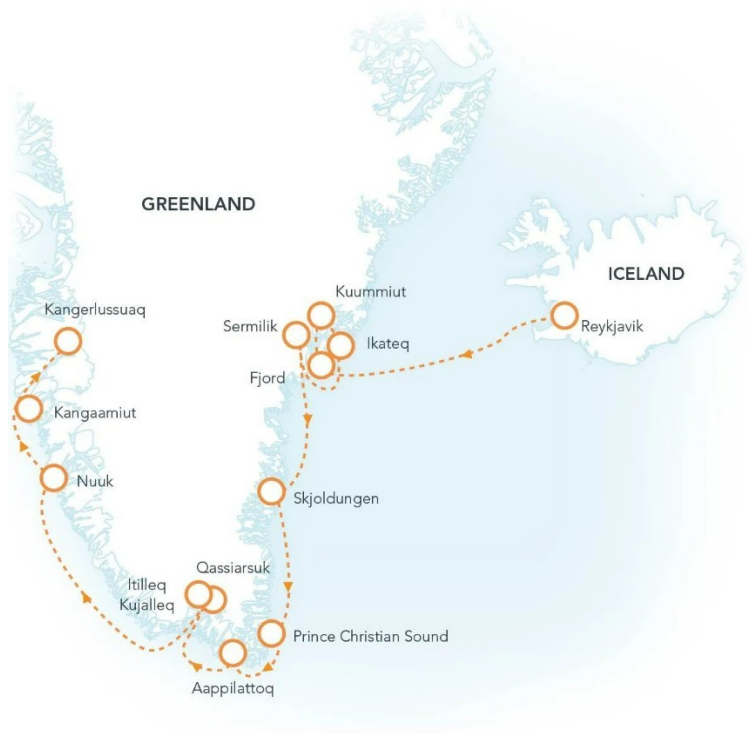 GREENLAND
ICELAND
Kuummiut
Kangerlussuaq
Sermilik
Reykjavik
Ikateq
Fjord
Kangaamiut
Nuuk
Skjoldungen
Qassiarsuk
Itilleq
Kujalleq
Prince Christian Sound
Aappilattoq